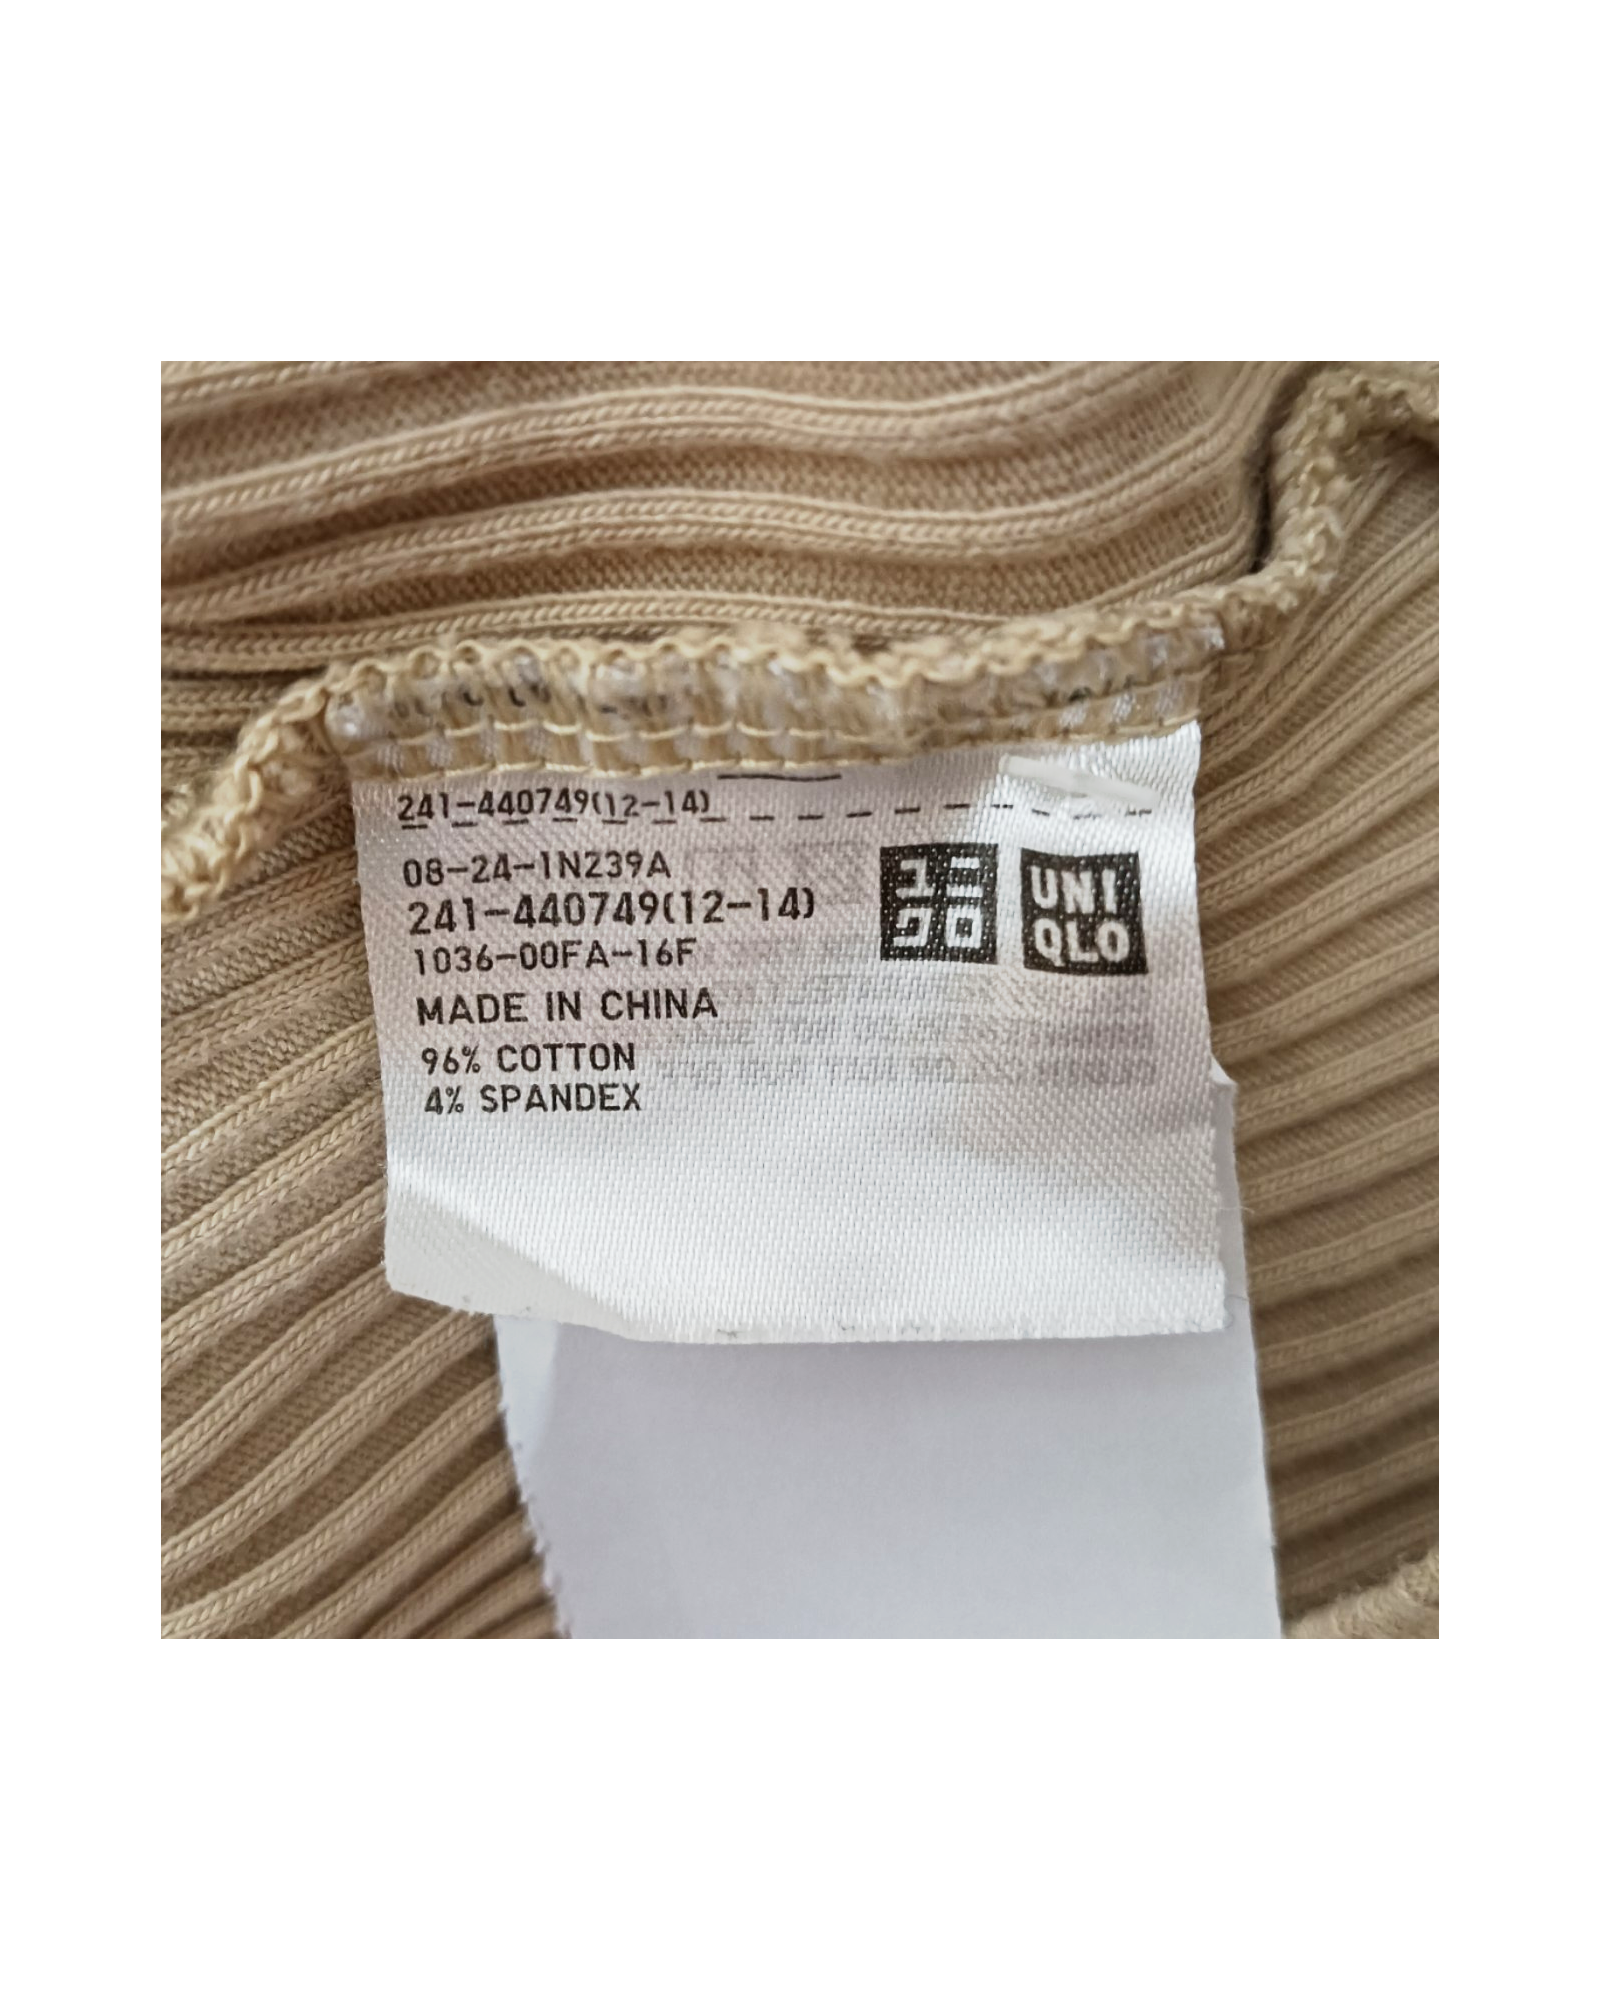 241-440749(12-14)
08-24-1N239A
241-440749(12-14)
1036-00FA-16F
MADE IN CHINA
96% COTTON
4% SPANDEX
ユニ
クロ
UNI
QLO